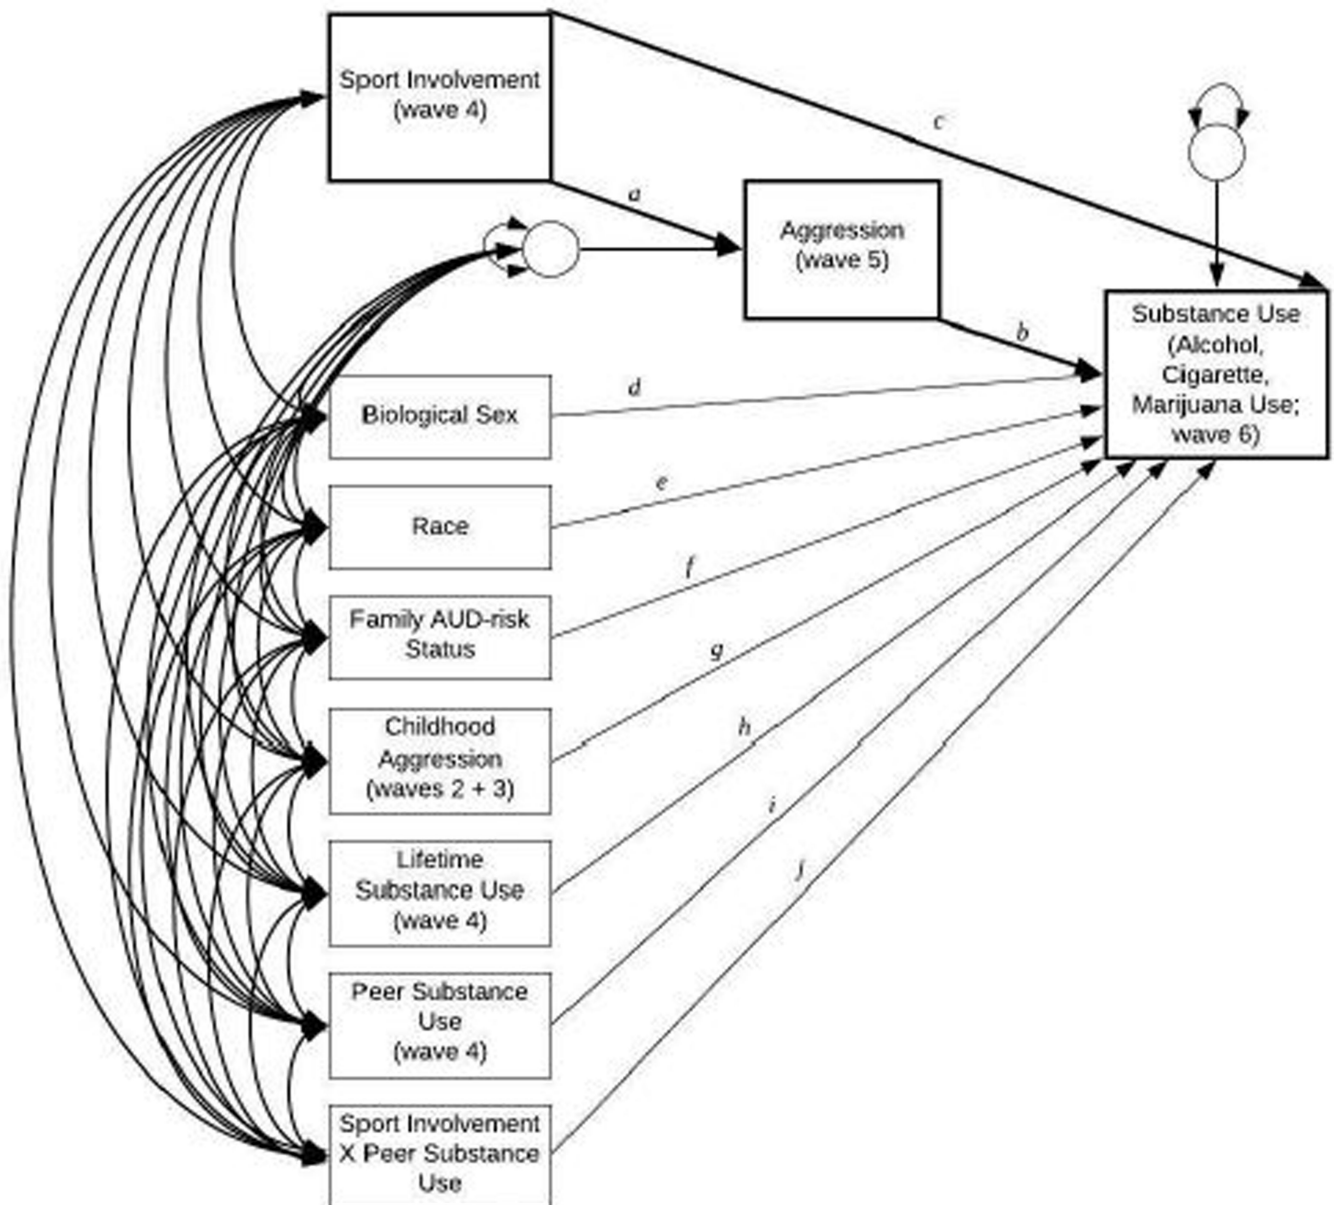 Sport Involvement
(wave 4)
c
a
Aggression
(wave 5)
b
Substance Use
(Alcohol,
Cigarette,
Marijuana Use;
wave 6)
d
Biological Sex
e
Race
f
Family AUD-risk
Status
g
Childhood
Aggression
(waves 2 + 3)
h
Lifetime
Substance Use
(wave 4)
i
Peer Substance
Use
(wave 4)
j
Sport Involvement
X Peer Substance
Use